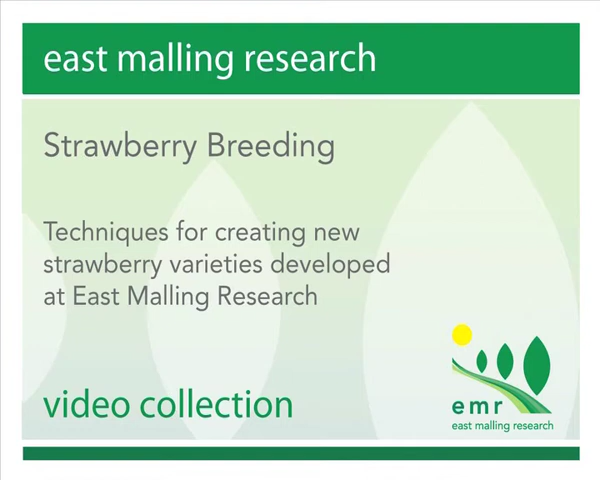 east malling research
Strawberry Breeding
Techniques for creating new
strawberry varieties developed
at East Malling Research
video collection
emr
east malling research